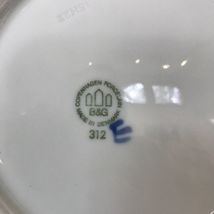 COPENHAGEN PORCELAIN
B&G
MADE IN DENMARK
312
E